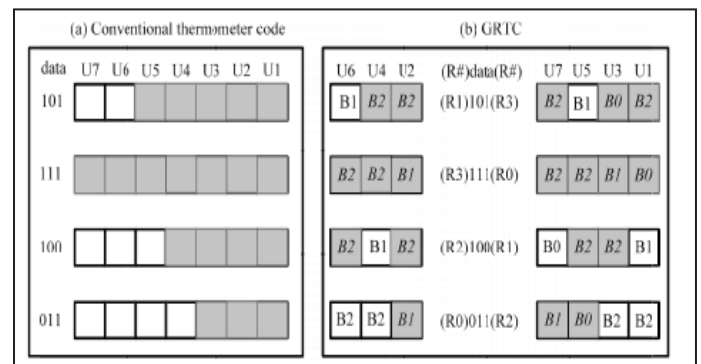 (a) Conventional thermometer code (b) GRTC
data U7 U6 U5 U4 U3 U2 U1 U6 U4 U2 (R#)data(R#) U7 U5 U3 U1
101 B1 B2 B2 (R1)101(R3) B2 B1 B0 B2
111 B2 B2 B1 (R3)111(R0) B2 B2 B1 B0
100 B2 B1 B2 (R2)100(R1) B0 B2 B2 B1
011 B2 B2 B1 (R0)011(R2) B1 B0 B2 B2